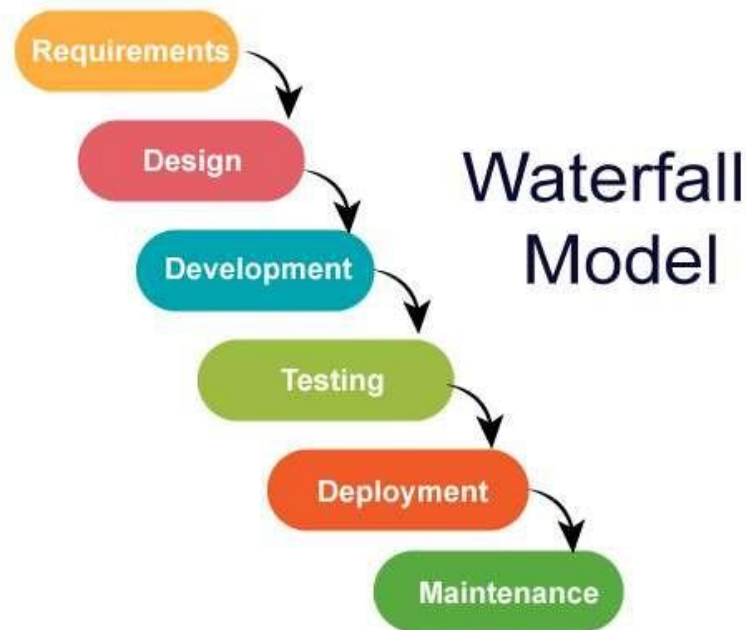 Requirements
Design
Waterfall
Model
Development
Testing
Deployment
Maintenance